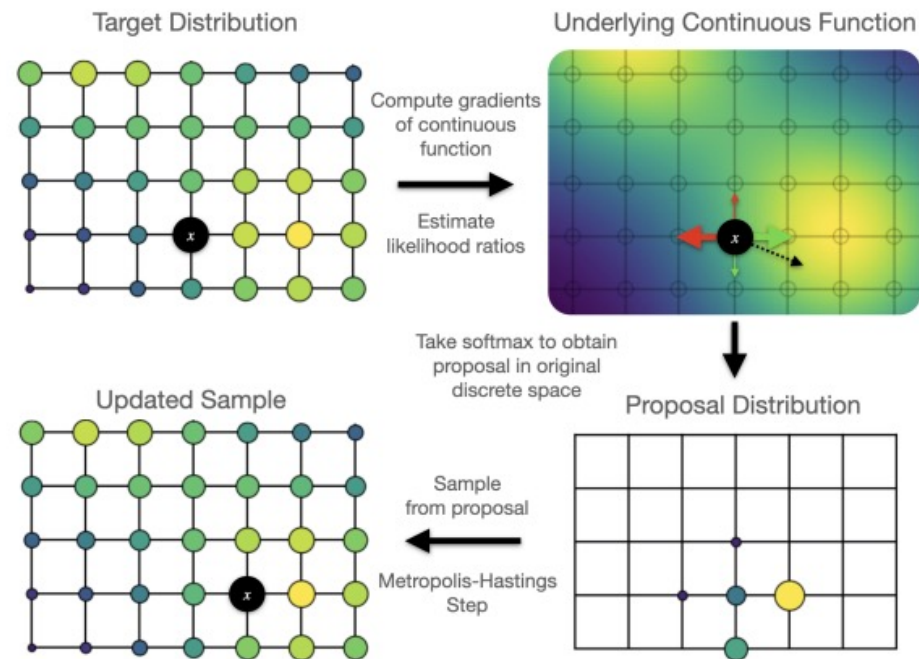 Target Distribution
Underlying Continuous Function
Compute gradients
of continuous
function
Estimate
likelihood ratios
x
x
Take softmax to obtain
proposal in original
discrete space
Updated Sample
Proposal Distribution
Sample
from proposal
Metropolis-Hastings
Step
x